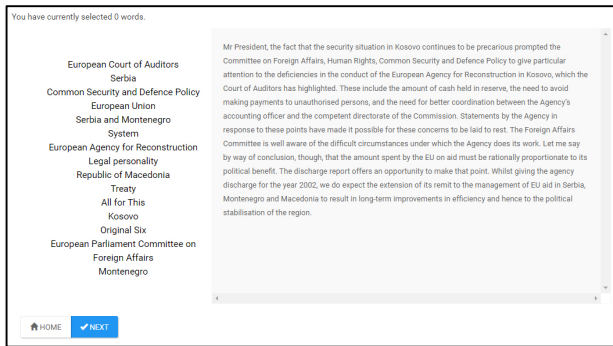 You have currently selected 0 words.
European Court of Auditors
Serbia
Common Security and Defence Policy
European Union
Serbia and Montenegro
System
European Agency for Reconstruction
Legal personality
Republic of Macedonia
Treaty
All for This
Kosovo
Original Six
European Parliament Committee on
Foreign Affairs
Montenegro
Mr President, the fact that the security situation in Kosovo continues to be precarious prompted the
Committee on Foreign Affairs, Human Rights, Common Security and Defence Policy to give particular
attention to the deficiencies in the conduct of the European Agency for Reconstruction in Kosovo, which the
Court of Auditors has highlighted. These include the amount of cash held in reserve, the need to avoid
making payments to unauthorised persons, and the need for better coordination between the Agency's
accounting officer and the competent directorate of the Commission. Statements by the Agency in
response to these points have made it possible for these concerns to be laid to rest. The Foreign Affairs
Committee is well aware of the difficult circumstances under which the Agency does its work. Let me say
by way of conclusion, though, that the amount spent by the EU on aid must be rationally proportionate to its
political benefit. The discharge report offers an opportunity to make that point. Whilst giving the agency
discharge for the year 2002, we do expect the extension of its remit to the management of EU aid in Serbia,
Montenegro and Macedonia to result in long-term improvements in efficiency and hence to the political
stabilisation of the region.
HOME
NEXT